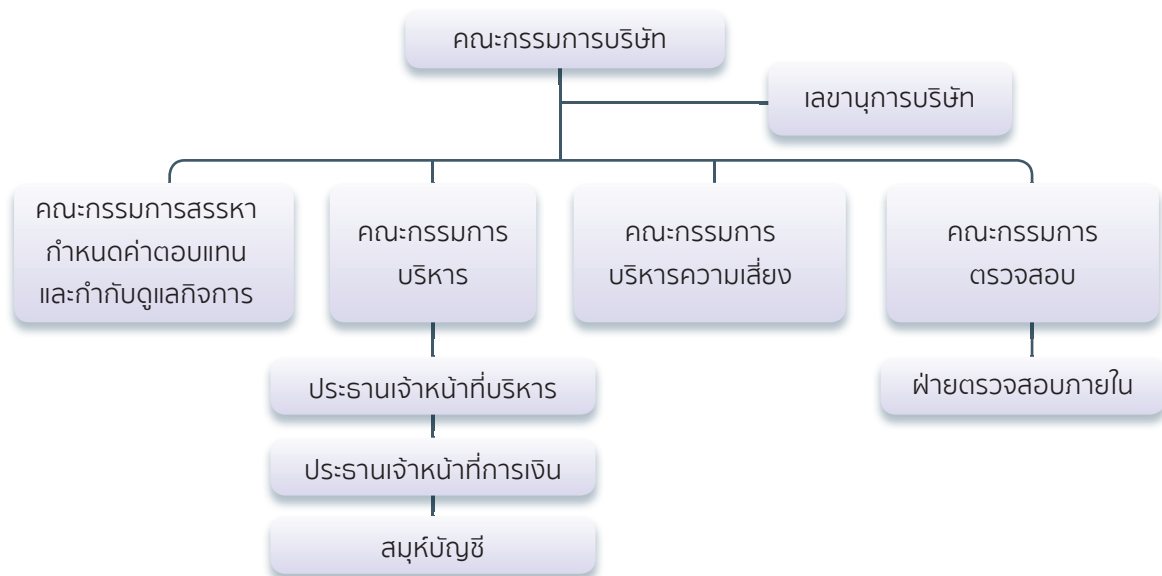 คณะกรรมการบริษัท
เลขานุการบริษัท
คณะกรรมการสรรหา
กำหนดค่าตอบแทน
และกำกับดูแลกิจการ
คณะกรรมการ
บริหาร
คณะกรรมการ
บริหารความเสี่ยง
คณะกรรมการ
ตรวจสอบ
ประธานเจ้าหน้าที่บริหาร
ฝ่ายตรวจสอบภายใน
ประธานเจ้าหน้าที่การเงิน
สมุห์บัญชี